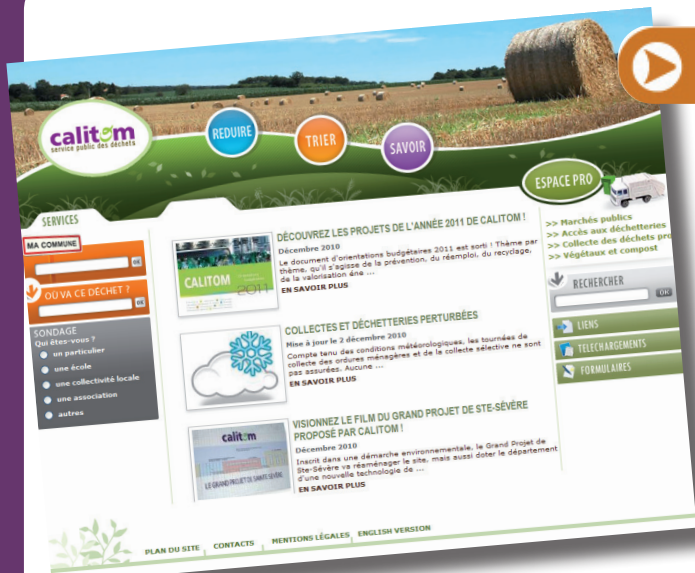 calitom
service public des déchets
REDUIRE
TRIER
SAVOIR
ESPACE PRO
>> Marchés publics
>> Accès aux déchetteries
>> Collecte des déchets pro
>> Végétaux et compost
RECHERCHER
OK
LIENS
TELECHARGEMENTS
FORMULAIRES
SERVICES
MA COMMUNE
OK
OÙ VA CE DÉCHET ?
OK
SONDAGE
Qui êtes-vous ?
un particulier
une école
une collectivité locale
une association
autres
CALITOM
2011
DÉCOUVREZ LES PROJETS DE L'ANNÉE 2011 DE CALITOM !
Décembre 2010
Le document d'orientations budgétaires 2011 est sorti ! Thème par
thème, qu'il s'agisse de la prévention, du réemploi, du recyclage,
de la valorisation éne ...
EN SAVOIR PLUS
COLLECTES ET DÉCHETTERIES PERTURBÉES
Mise à jour le 2 décembre 2010
Compte tenu des conditions météorologiques, les tournées de
collecte des ordures ménagères et de la collecte sélective ne sont
pas assurées. Aucune ...
EN SAVOIR PLUS
calitom
LE GRAND PROJET DE SAINTE SÉVÈRE
VISIONNEZ LE FILM DU GRAND PROJET DE STE-SÉVÈRE
PROPOSÉ PAR CALITOM !
Décembre 2010
Inscrit dans une démarche environnementale, le Grand Projet de
Ste-Sévère va réaménager le site, mais aussi doter le département
d'une nouvelle technologie de ...
EN SAVOIR PLUS
PLAN DU SITE
CONTACTS
MENTIONS LÉGALES
ENGLISH VERSION